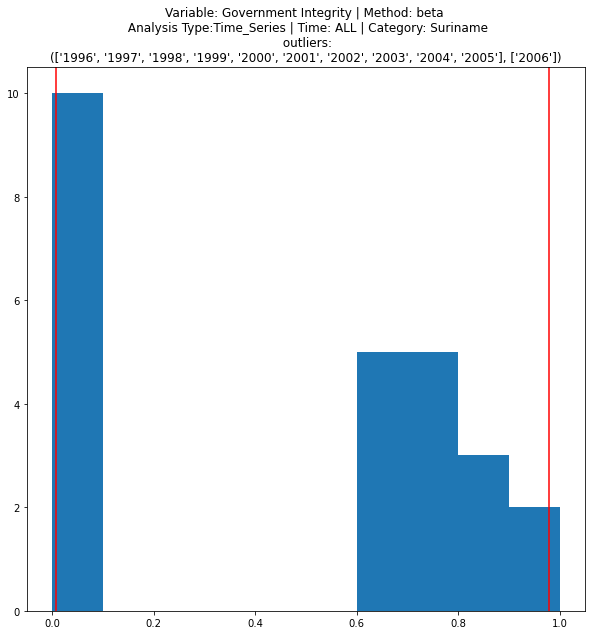 Variable: Government Integrity | Method: beta
Analysis Type:Time_Series | Time: ALL | Category: Suriname
outliers:
(['1996', '1997', '1998', '1999', '2000', '2001', '2002', '2003', '2004', '2005'], ['2006'])
10
8
6
4
2
0
0.0 0.2 0.4 0.6 0.8 1.0